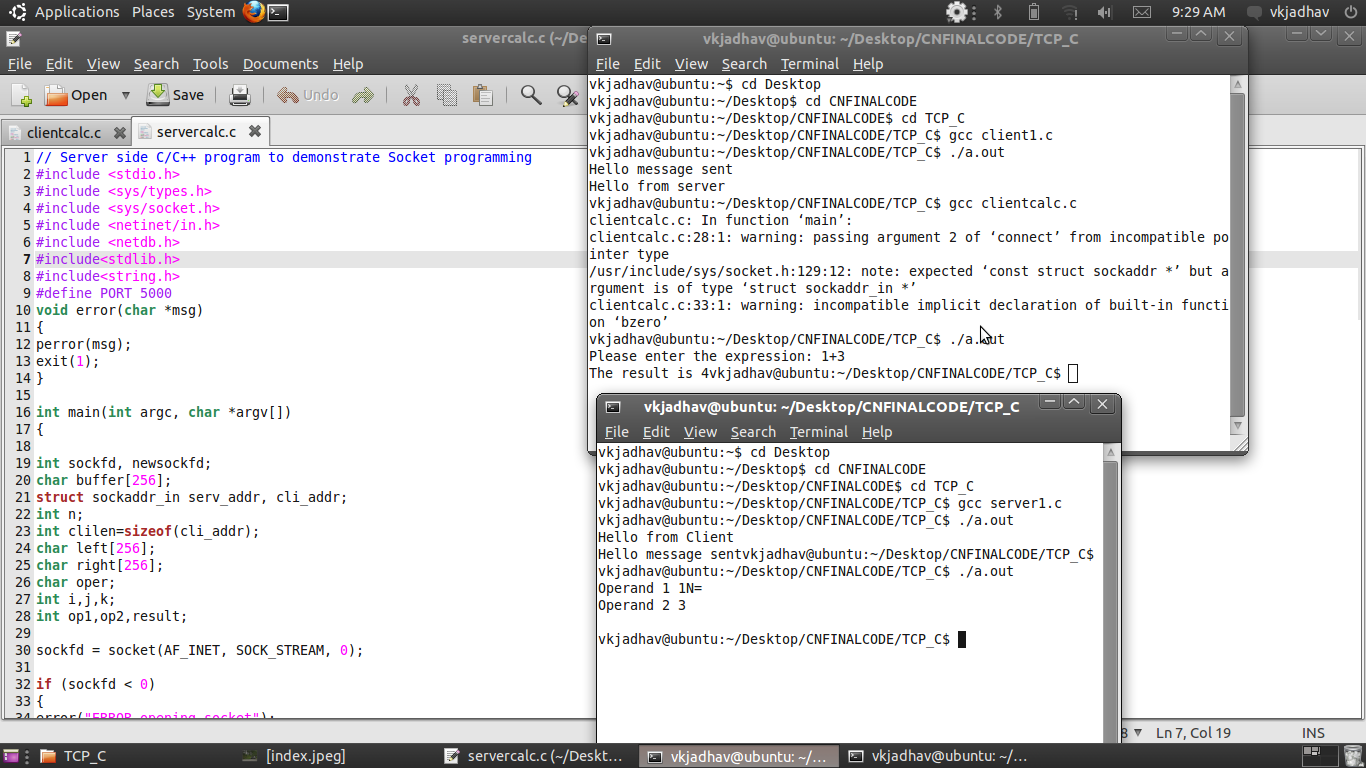 Applications Places System 9:29 AM vkjadhav
servercalc.c (~/De
File Edit View Search Tools Documents Help
Open Save Undo
clientcalc.c servercalc.c
1 // Server side C/C++ program to demonstrate Socket programming
2 #include <stdio.h>
3 #include <sys/types.h>
4 #include <sys/socket.h>
5 #include <netinet/in.h>
6 #include <netdb.h>
7 #include<stdlib.h>
8 #include<string.h>
9 #define PORT 5000
10 void error(char *msg)
11 {
12 perror(msg);
13 exit(1);
14 }
15
16 int main(int argc, char *argv[])
17 {
18
19 int sockfd, newsockfd;
20 char buffer[256];
21 struct sockaddr_in serv_addr, cli_addr;
22 int n;
23 int clilen=sizeof(cli_addr);
24 char left[256];
25 char right[256];
26 char oper;
27 int i,j,k;
28 int op1,op2,result;
29
30 sockfd = socket(AF_INET, SOCK_STREAM, 0);
31
32 if (sockfd < 0)
33 {
34 error("ERROR opening socket");
vkjadhav@ubuntu: ~/Desktop/CNFINALCODE/TCP_C
File Edit View Search Terminal Help
vkjadhav@ubuntu:~$ cd Desktop
vkjadhav@ubuntu:~/Desktop$ cd CNFINALCODE
vkjadhav@ubuntu:~/Desktop/CNFINALCODE$ cd TCP_C
vkjadhav@ubuntu:~/Desktop/CNFINALCODE/TCP_C$ gcc client1.c
vkjadhav@ubuntu:~/Desktop/CNFINALCODE/TCP_C$ ./a.out
Hello message sent
Hello from server
vkjadhav@ubuntu:~/Desktop/CNFINALCODE/TCP_C$ gcc clientcalc.c
clientcalc.c: In function ‘main’:
clientcalc.c:28:1: warning: passing argument 2 of ‘connect’ from incompatible po
inter type
/usr/include/sys/socket.h:129:12: note: expected ‘const struct sockaddr *’ but a
rgument is of type ‘struct sockaddr_in *’
clientcalc.c:33:1: warning: incompatible implicit declaration of built-in functi
on ‘bzero’
vkjadhav@ubuntu:~/Desktop/CNFINALCODE/TCP_C$ ./a.out
Please enter the expression: 1+3
The result is 4vkjadhav@ubuntu:~/Desktop/CNFINALCODE/TCP_C$
vkjadhav@ubuntu: ~/Desktop/CNFINALCODE/TCP_C
File Edit View Search Terminal Help
vkjadhav@ubuntu:~$ cd Desktop
vkjadhav@ubuntu:~/Desktop$ cd CNFINALCODE
vkjadhav@ubuntu:~/Desktop/CNFINALCODE$ cd TCP_C
vkjadhav@ubuntu:~/Desktop/CNFINALCODE/TCP_C$ gcc server1.c
vkjadhav@ubuntu:~/Desktop/CNFINALCODE/TCP_C$ ./a.out
Hello from Client
Hello message sentvkjadhav@ubuntu:~/Desktop/CNFINALCODE/TCP_C$
vkjadhav@ubuntu:~/Desktop/CNFINALCODE/TCP_C$ ./a.out
Operand 1 1N=
Operand 2 3
vkjadhav@ubuntu:~/Desktop/CNFINALCODE/TCP_C$
8 Ln 7, Col 19 INS
TCP_C [index.jpeg] servercalc.c (~/Deskt... vkjadhav@ubuntu: ~/... vkjadhav@ubuntu: ~/...